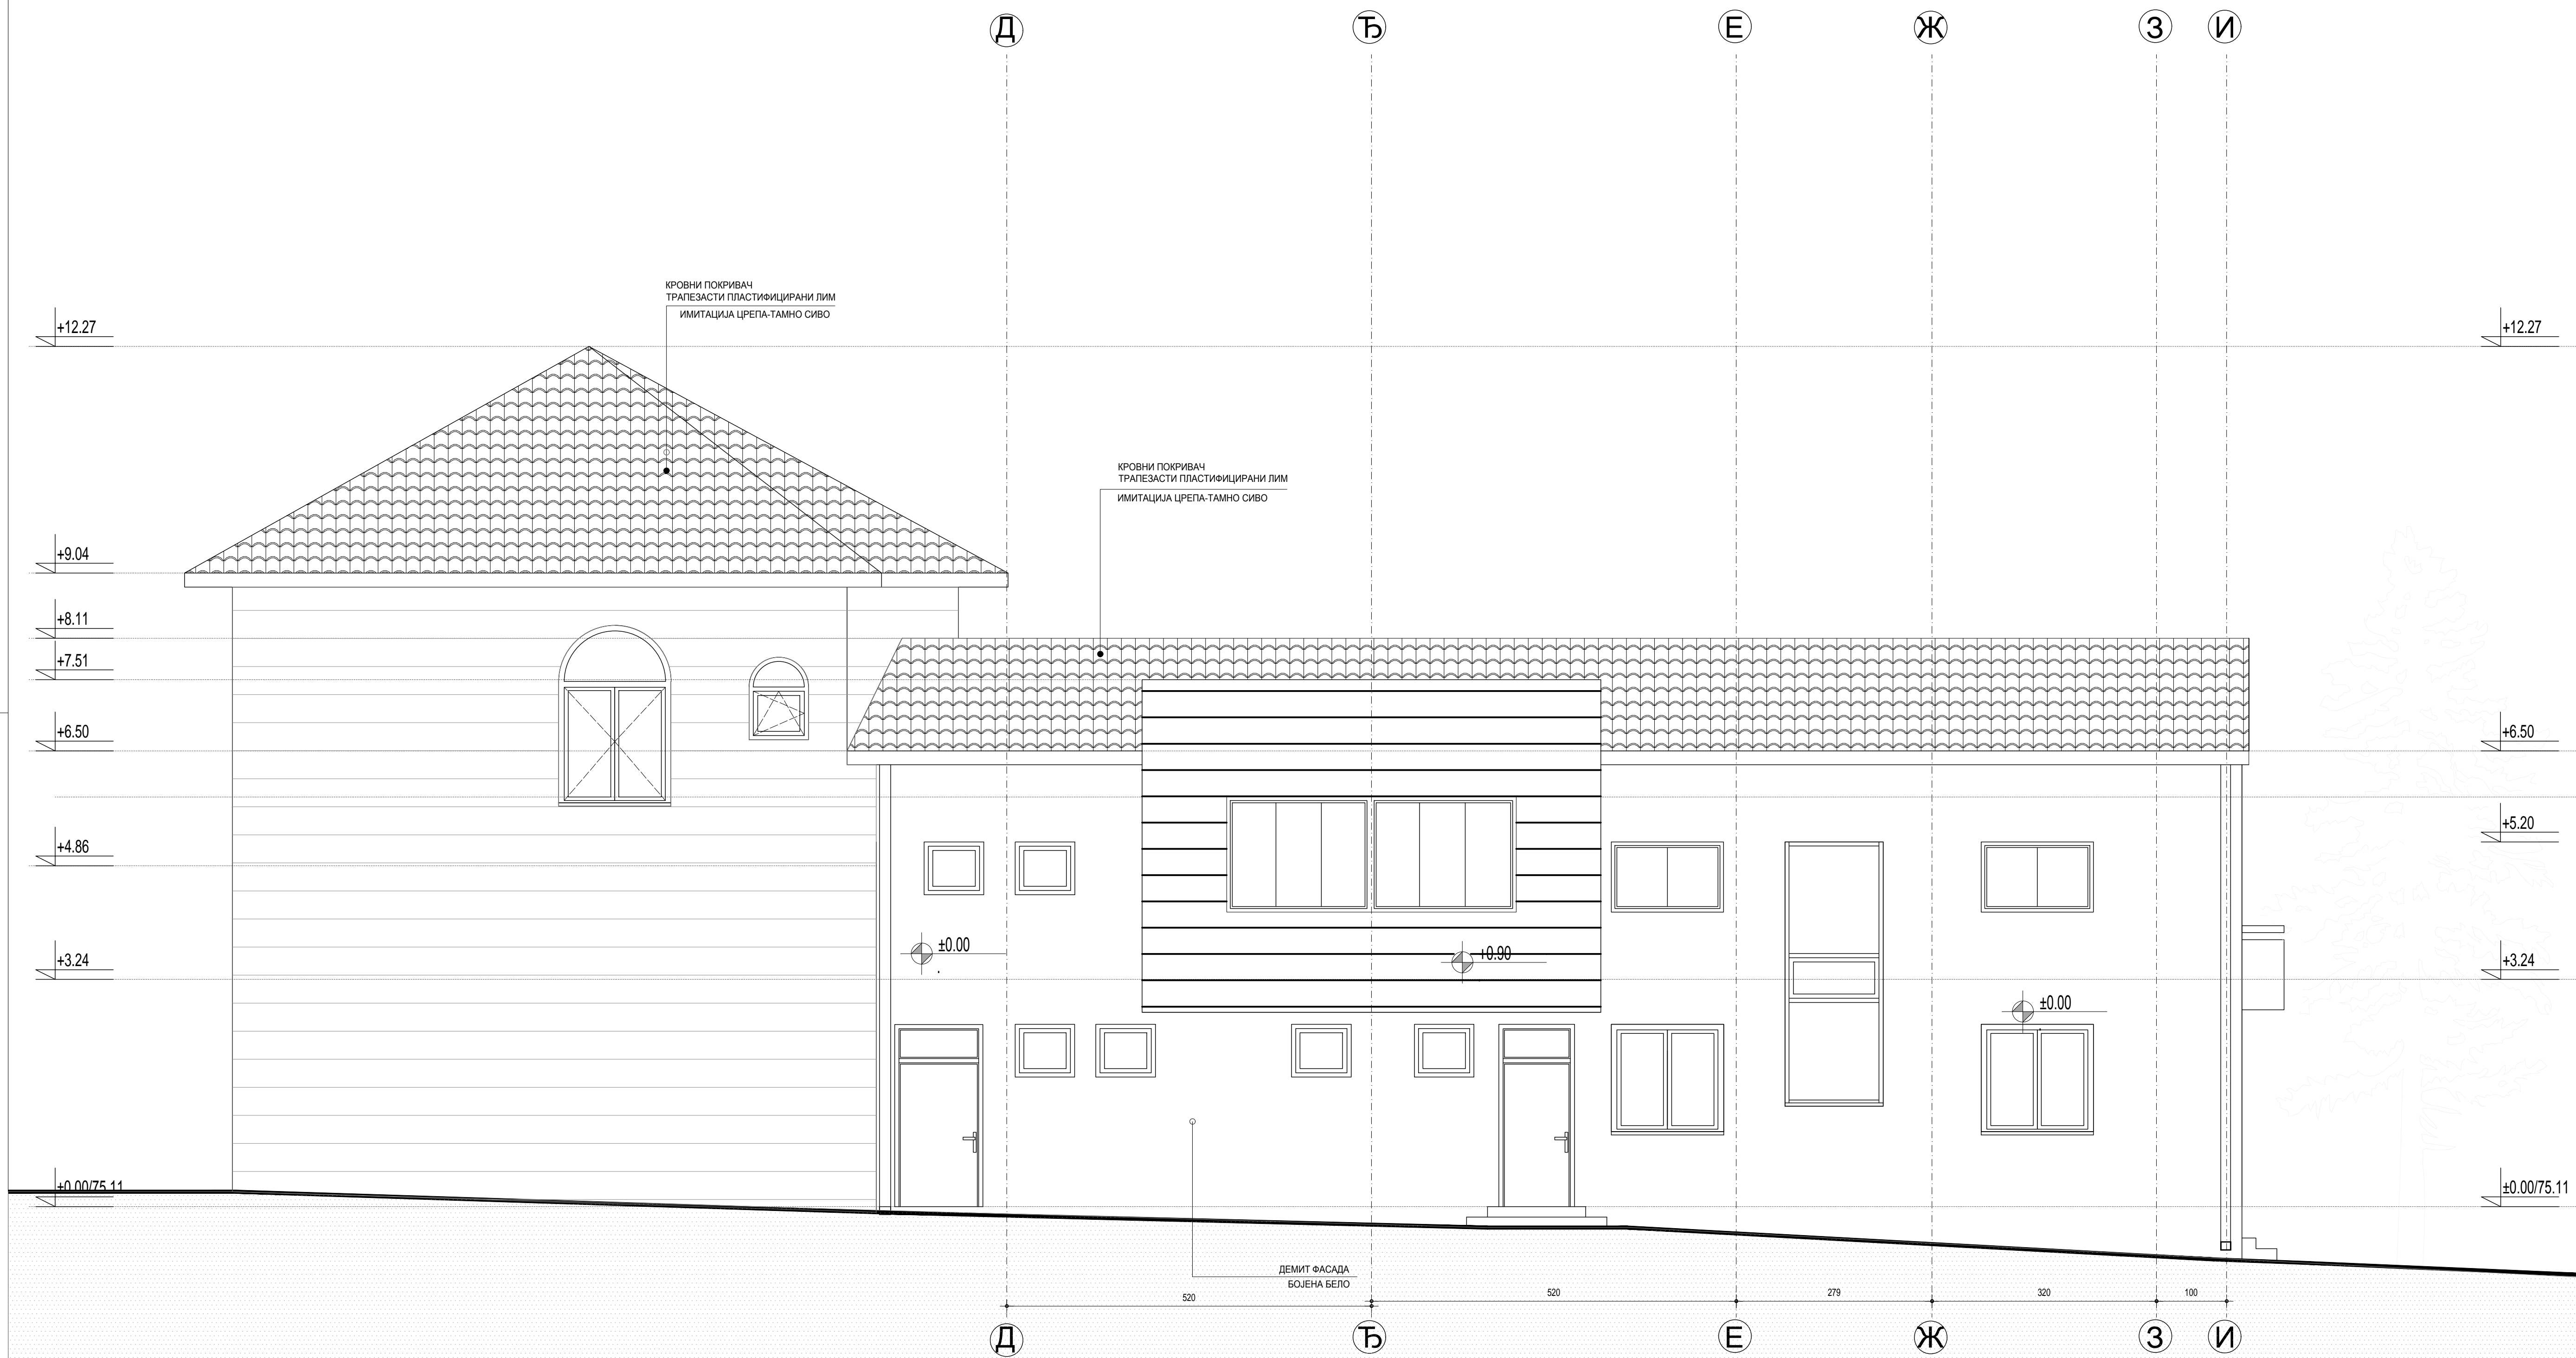 Д Ђ Е Ж З И
КРОВНИ ПОКРИВАЧ
ТРАПЕЗАСТИ ПЛАСТИФИЦИРАНИ ЛИМ
ИМИТАЦИЈА ЦРЕПА-ТАМНО СИВО
+12.27
+12.27
КРОВНИ ПОКРИВАЧ
ТРАПЕЗАСТИ ПЛАСТИФИЦИРАНИ ЛИМ
ИМИТАЦИЈА ЦРЕПА-ТАМНО СИВО
+9.04
+8.11
+7.51
+6.50
+6.50
+5.20
+4.86
±0.00
+0.90
+3.24
+3.24
±0.00
±0.00/75.11
±0.00/75.11
ДЕМИТ ФАСАДА
БОЈЕНА БЕЛО
520 520 279 320 100
Д Ђ Е Ж З И